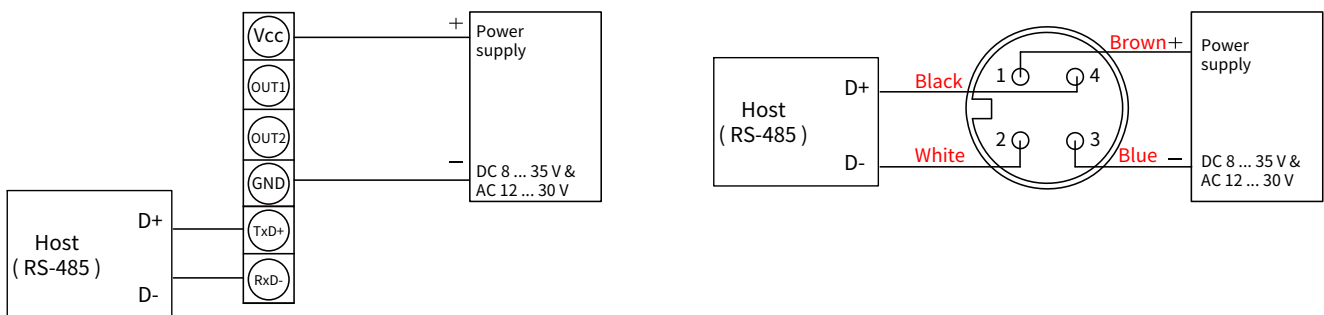 Vcc
OUT1
OUT2
GND
TxD+
RxD-
+
Power
supply
−
DC 8 ... 35 V &
AC 12 ... 30 V
Host
( RS-485 )
D+
D-
Host
( RS-485 )
D+
D-
Black
White
1
4
2
3
Brown
+
Blue
−
Power
supply
DC 8 ... 35 V &
AC 12 ... 30 V